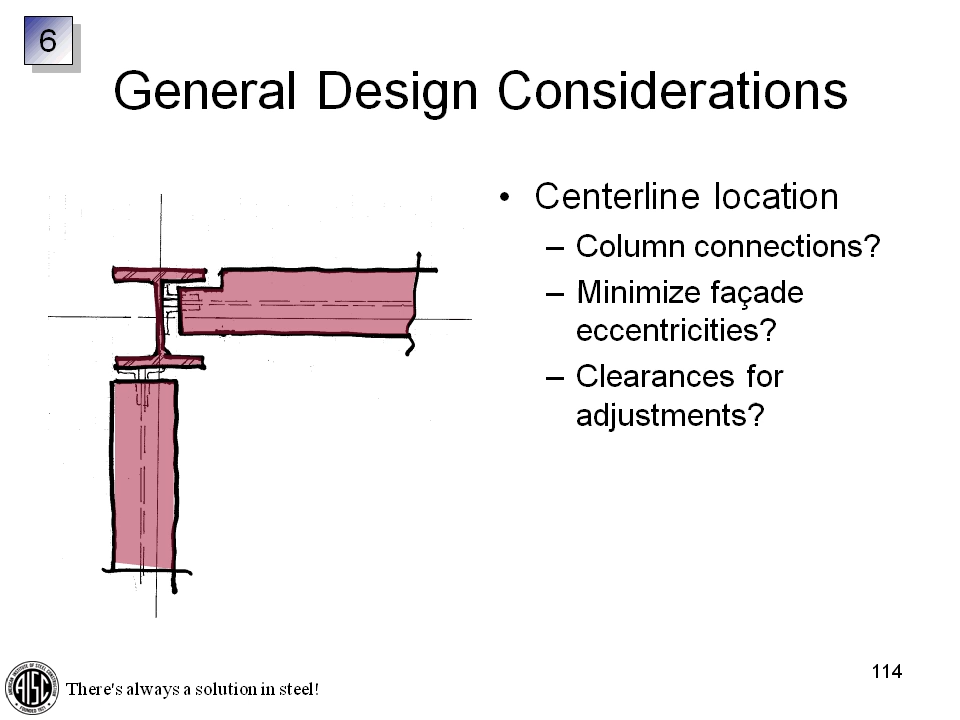 6
General Design Considerations
• Centerline location
– Column connections?
– Minimize façade
eccentricities?
– Clearances for
adjustments?
114
AISC
There's always a solution in steel!